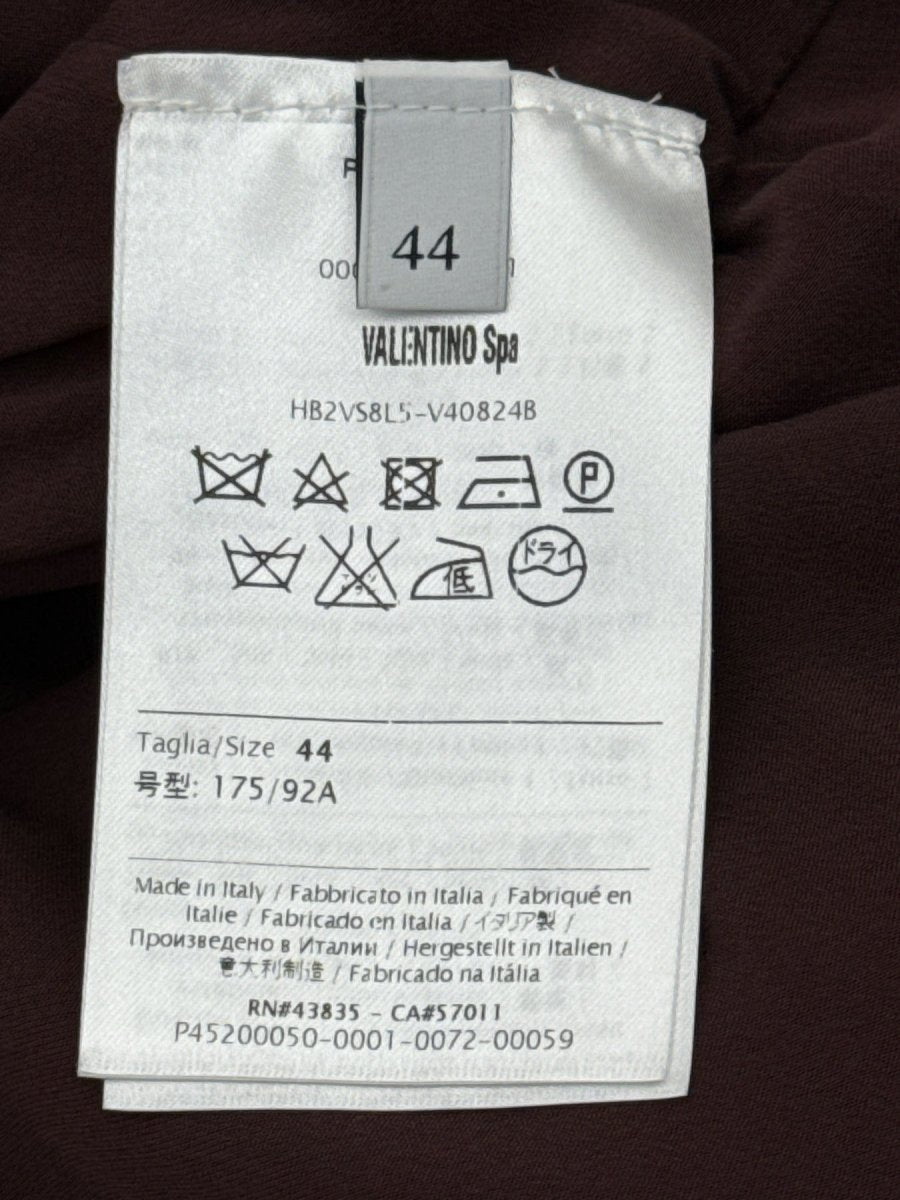 44
VALENTINO Spa
HB2VS8L5-V40824B
P
低
ドライ
Taglia/Size 44
号型: 175/92A
Made in Italy / Fabbricato in Italia / Fabriqué en
Italie / Fabricado en Italia / イタリア製 /
Произведено в Италии / Hergestellt in Italien /
意大利制造 / Fabricado na Itália
RN#43835 - CA#57011
P45200050-0001-0072-00059